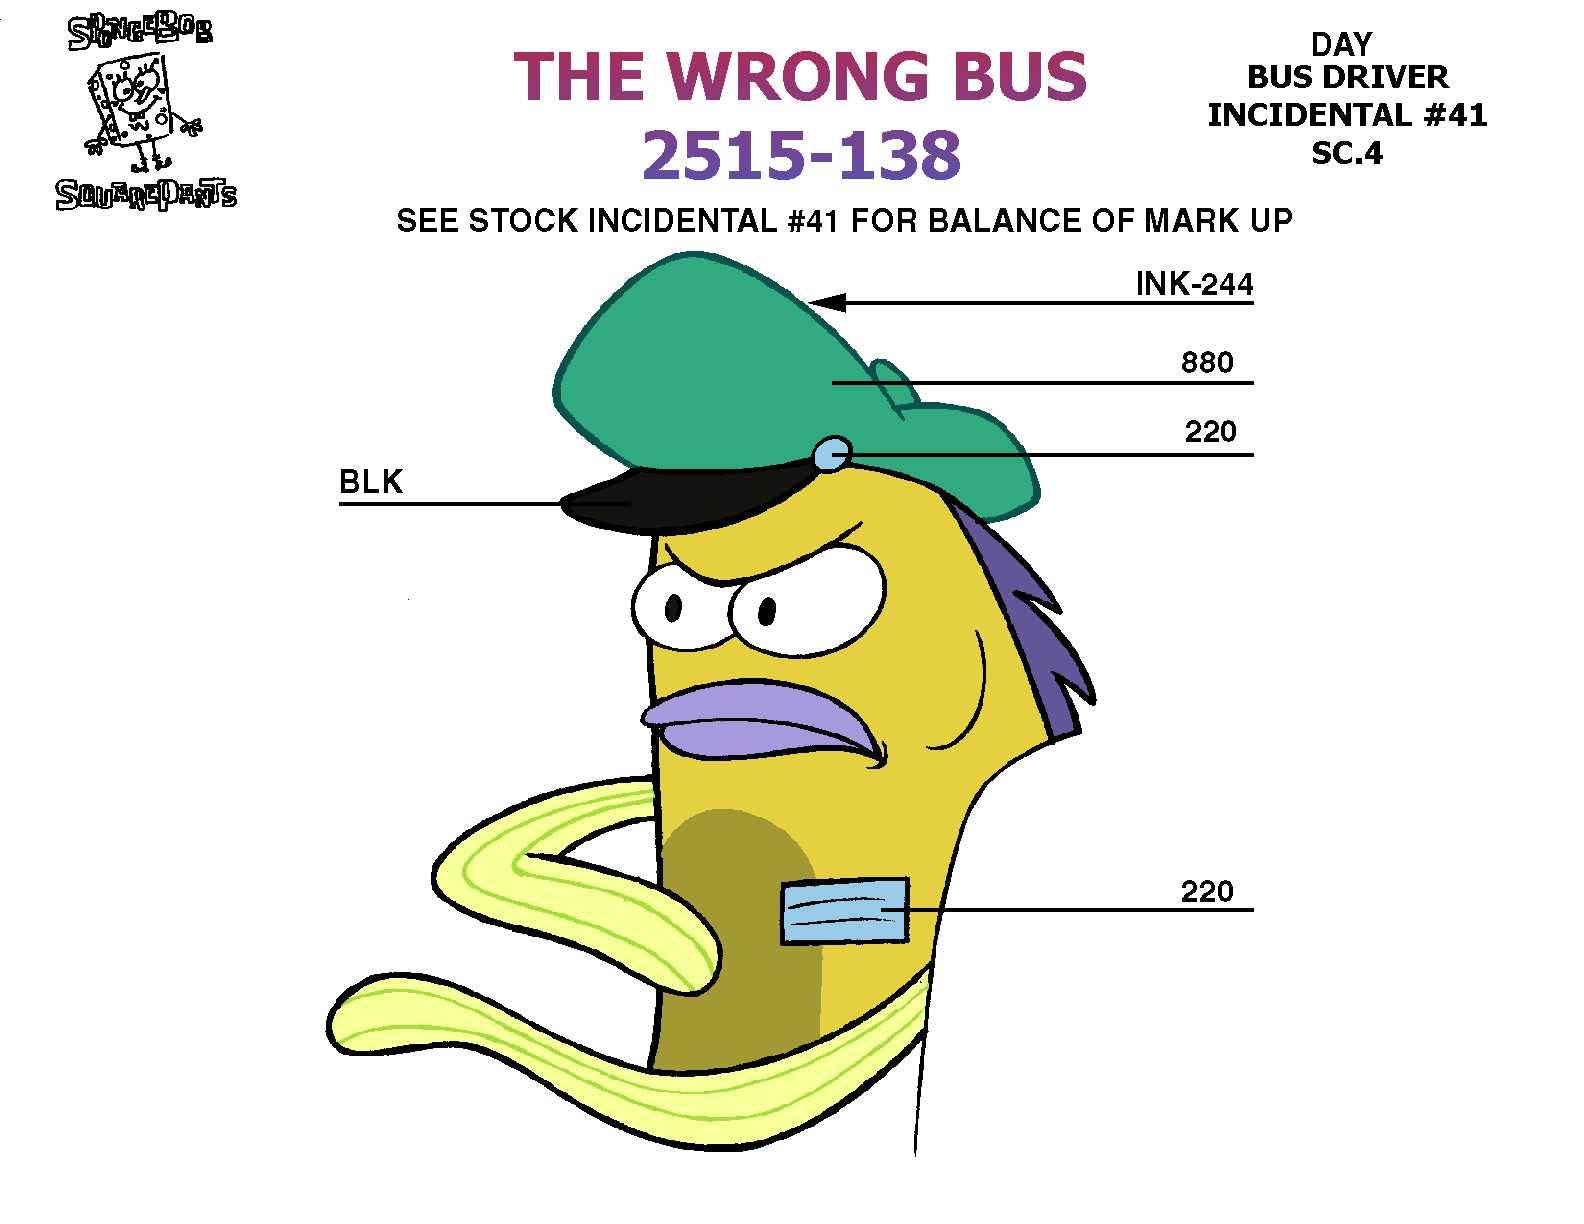 SPONGEBOB
SQUAREPANTS
THE WRONG BUS
2515-138
DAY
BUS DRIVER
INCIDENTAL #41
SC.4
SEE STOCK INCIDENTAL #41 FOR BALANCE OF MARK UP
INK-244
880
220
BLK
220